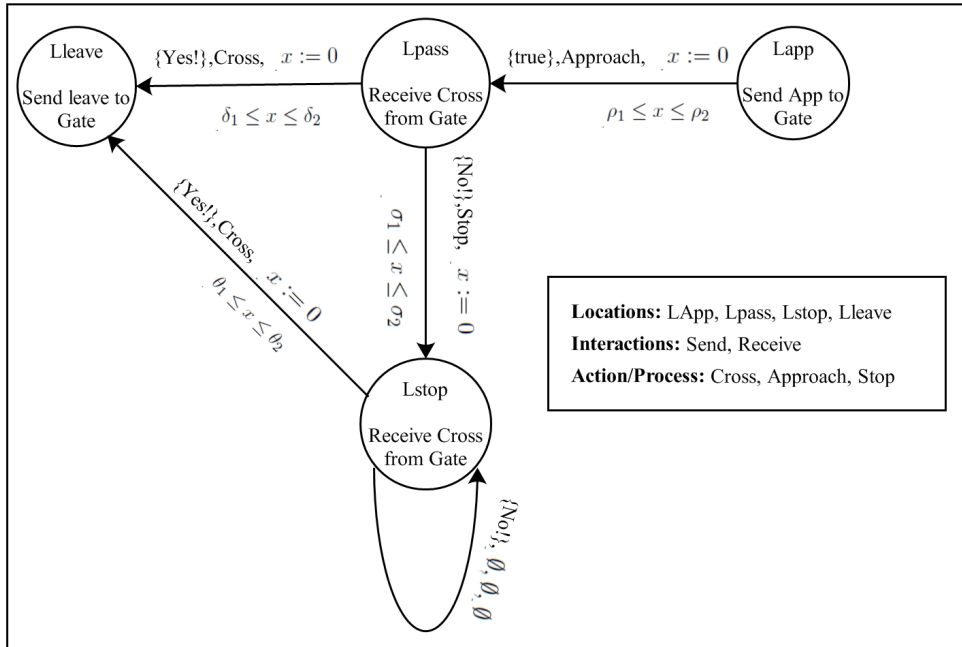 Lleave
Send leave to
Gate
{Yes!},Cross, x := 0
δ₁ ≤ x ≤ δ₂
Lpass
Receive Cross
from Gate
{true},Approach, x := 0
ρ₁ ≤ x ≤ ρ₂
Lapp
Send App to
Gate
{Yes!},Cross, x := 0
θ₁ ≤ x ≤ θ₂
{No!},Stop, x := 0
σ₁ ≤ x ≤ σ₂
Lstop
Receive Cross
from Gate
{No!}, Ø, Ø, Ø
Locations: LApp, Lpass, Lstop, Lleave
Interactions: Send, Receive
Action/Process: Cross, Approach, Stop